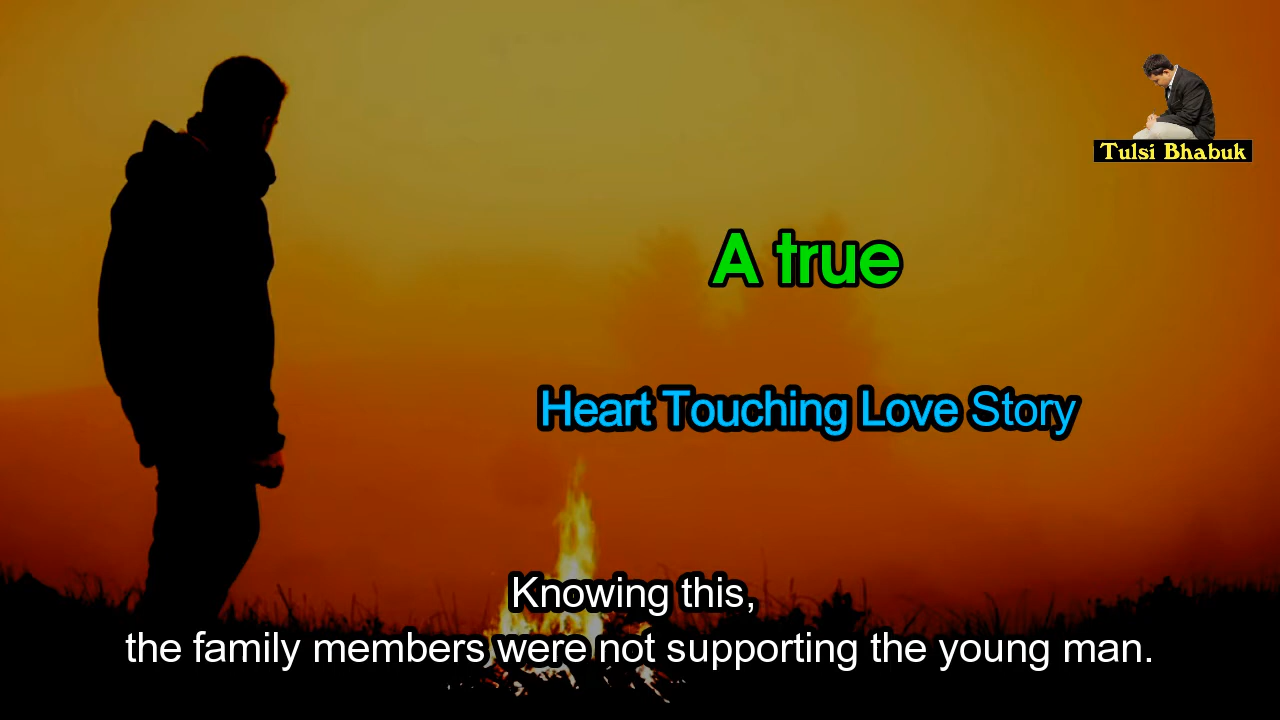 Tulsi Bhabuk
A true
Heart Touching Love Story
Knowing this,
the family members were not supporting the young man.